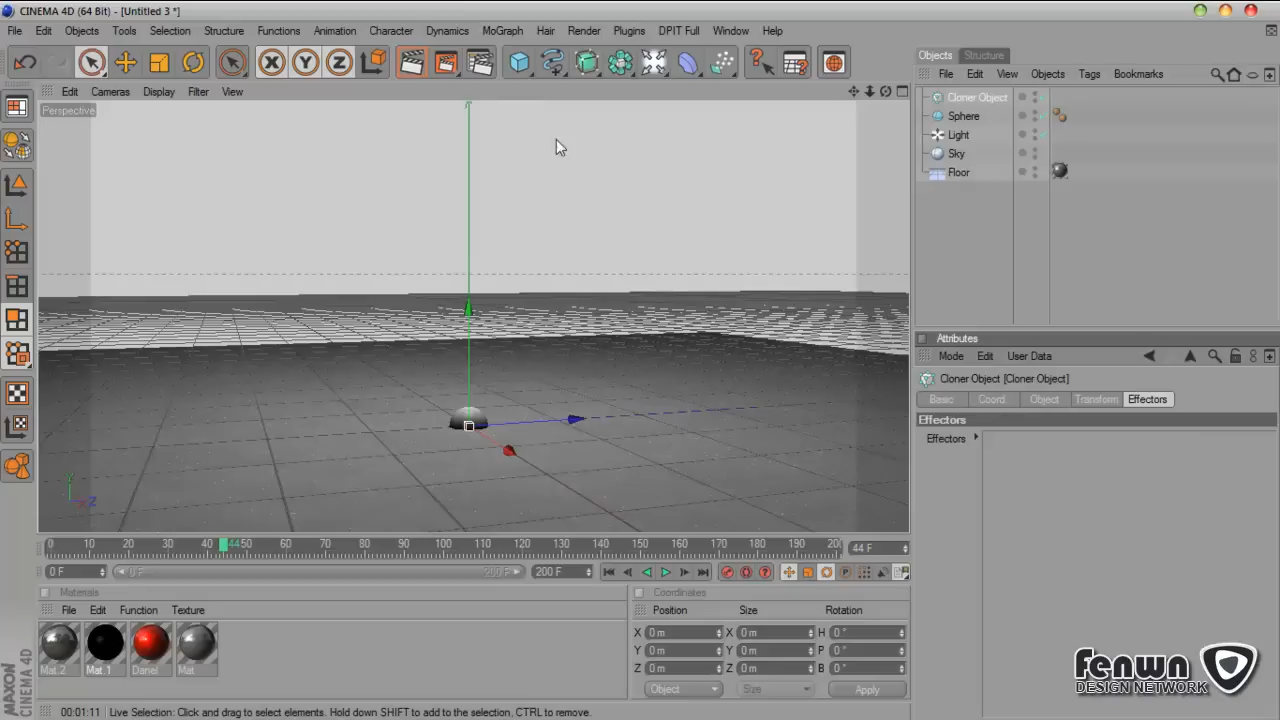 CINEMA 4D (64 Bit) - [Untitled 3 *]
File Edit Objects Tools Selection Structure Functions Animation Character Dynamics MoGraph Hair Render Plugins DPIT Full Window Help
X Y Z
Objects Structure
File Edit View Objects Tags Bookmarks
Edit Cameras Display Filter View
Perspective
Cloner Object
Sphere
Light
Sky
Floor
Attributes
Mode Edit User Data
Cloner Object [Cloner Object]
Basic Coord. Object Transform Effectors
Effectors
Effectors
Y
Z
0 10 20 30 40 44 50 60 70 80 90 100 110 120 130 140 150 160 170 180 190 20
44 F
0 F 0 F 200 F 200 F
Materials
File Edit Function Texture
Mat.2 Mat.1 Danel Mat
Coordinates
Position Size Rotation
X 0 m X 0 m H 0 °
Y 0 m Y 0 m P 0 °
Z 0 m Z 0 m B 0 °
Object Size Apply
MAXON
CINEMA 4D
00:01:11 Live Selection: Click and drag to select elements. Hold down SHIFT to add to the selection, CTRL to remove.
fenwn
DESIGN NETWORK